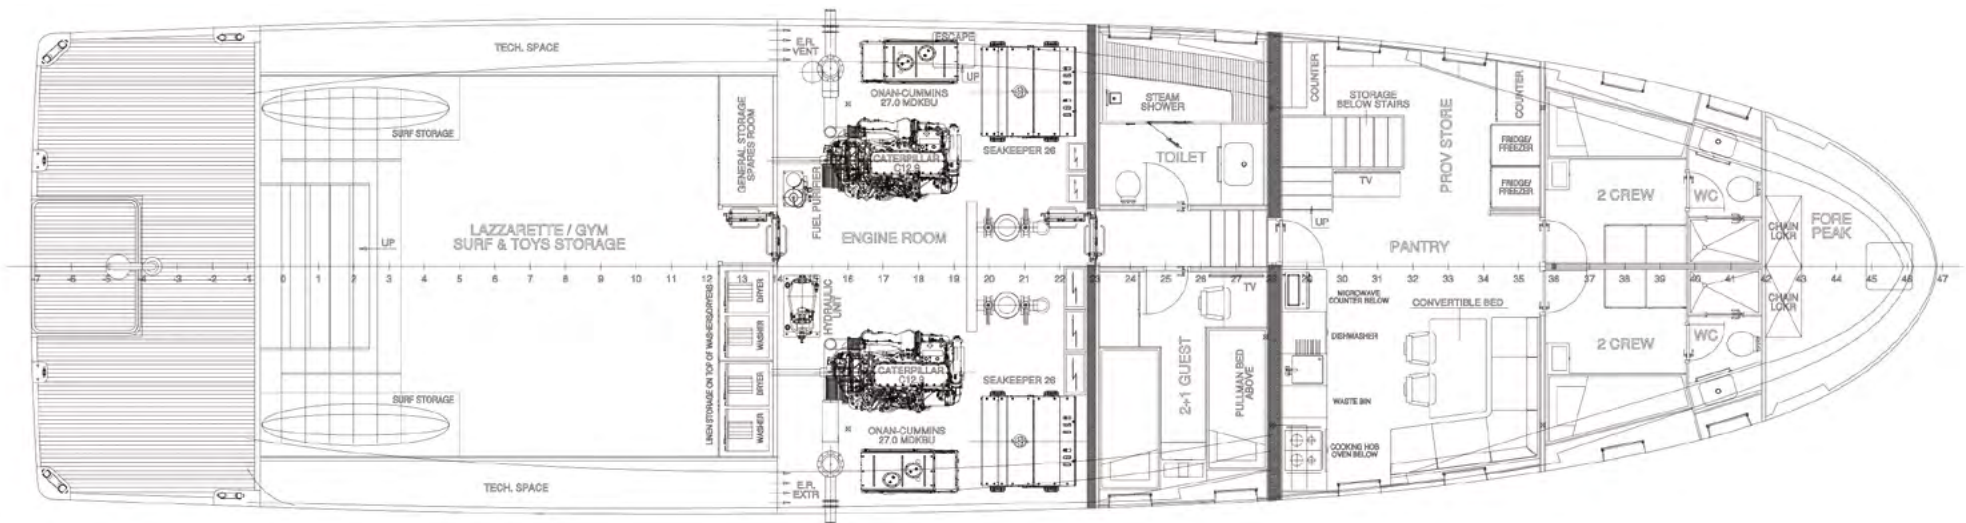 TECH. SPACE
E.R.
VENT
ESCAPE
UP
ONAN-CUMMINS
27.0 MDKBU
SURF STORAGE
GENERAL STORAGE
SPARES ROOM
CATERPILLAR
C12.9
SEAKEEPER 26
FUEL PURIFIER
STEAM
SHOWER
TOILET
COUNTER
STORAGE
BELOW STAIRS
PROV STORE
COUNTER
FRIDGE/
FREEZER
FRIDGE/
FREEZER
TV
UP
2 CREW
WC
CHAIN
LOKR
FORE
PEAK
LAZZARETTE / GYM
SURF & TOYS STORAGE
UP
ENGINE ROOM
PANTRY
-7 -6 -5 -4 -3 -2 -1 0 1 2 3 4 5 6 7 8 9 10 11 12 13 14 15 16 17 18 19 20 21 22 23 24 25 26 27 28 29 30 31 32 33 34 35 36 37 38 39 40 41 42 43 44 45 46 47
LINEN STORAGE ON TOP OF WASHERS/DRYERS
DRYER
WASHER
DRYER
WASHER
HYDRAULIC
UNIT
TV
MICROWAVE
COUNTER BELOW
CONVERTIBLE BED
CHAIN
LOKR
DISHWASHER
2 CREW
WC
CATERPILLAR
C12.9
SEAKEEPER 26
2+1 GUEST
PULLMAN BED
ABOVE
WASTE BIN
SURF STORAGE
ONAN-CUMMINS
27.0 MDKBU
COOKING HOB
OVEN BELOW
TECH. SPACE
E.R.
EXTR